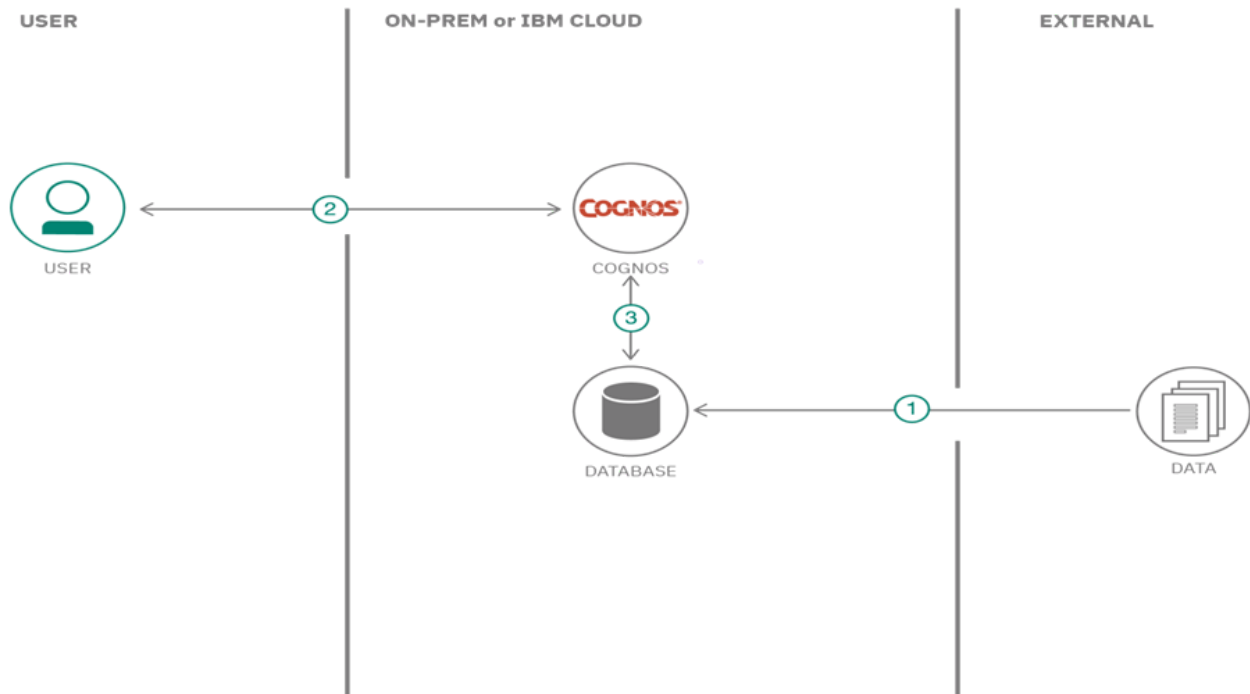 USER
ON-PREM or IBM CLOUD
EXTERNAL
2
COGNOS®
USER
COGNOS
3
1
DATABASE
DATA